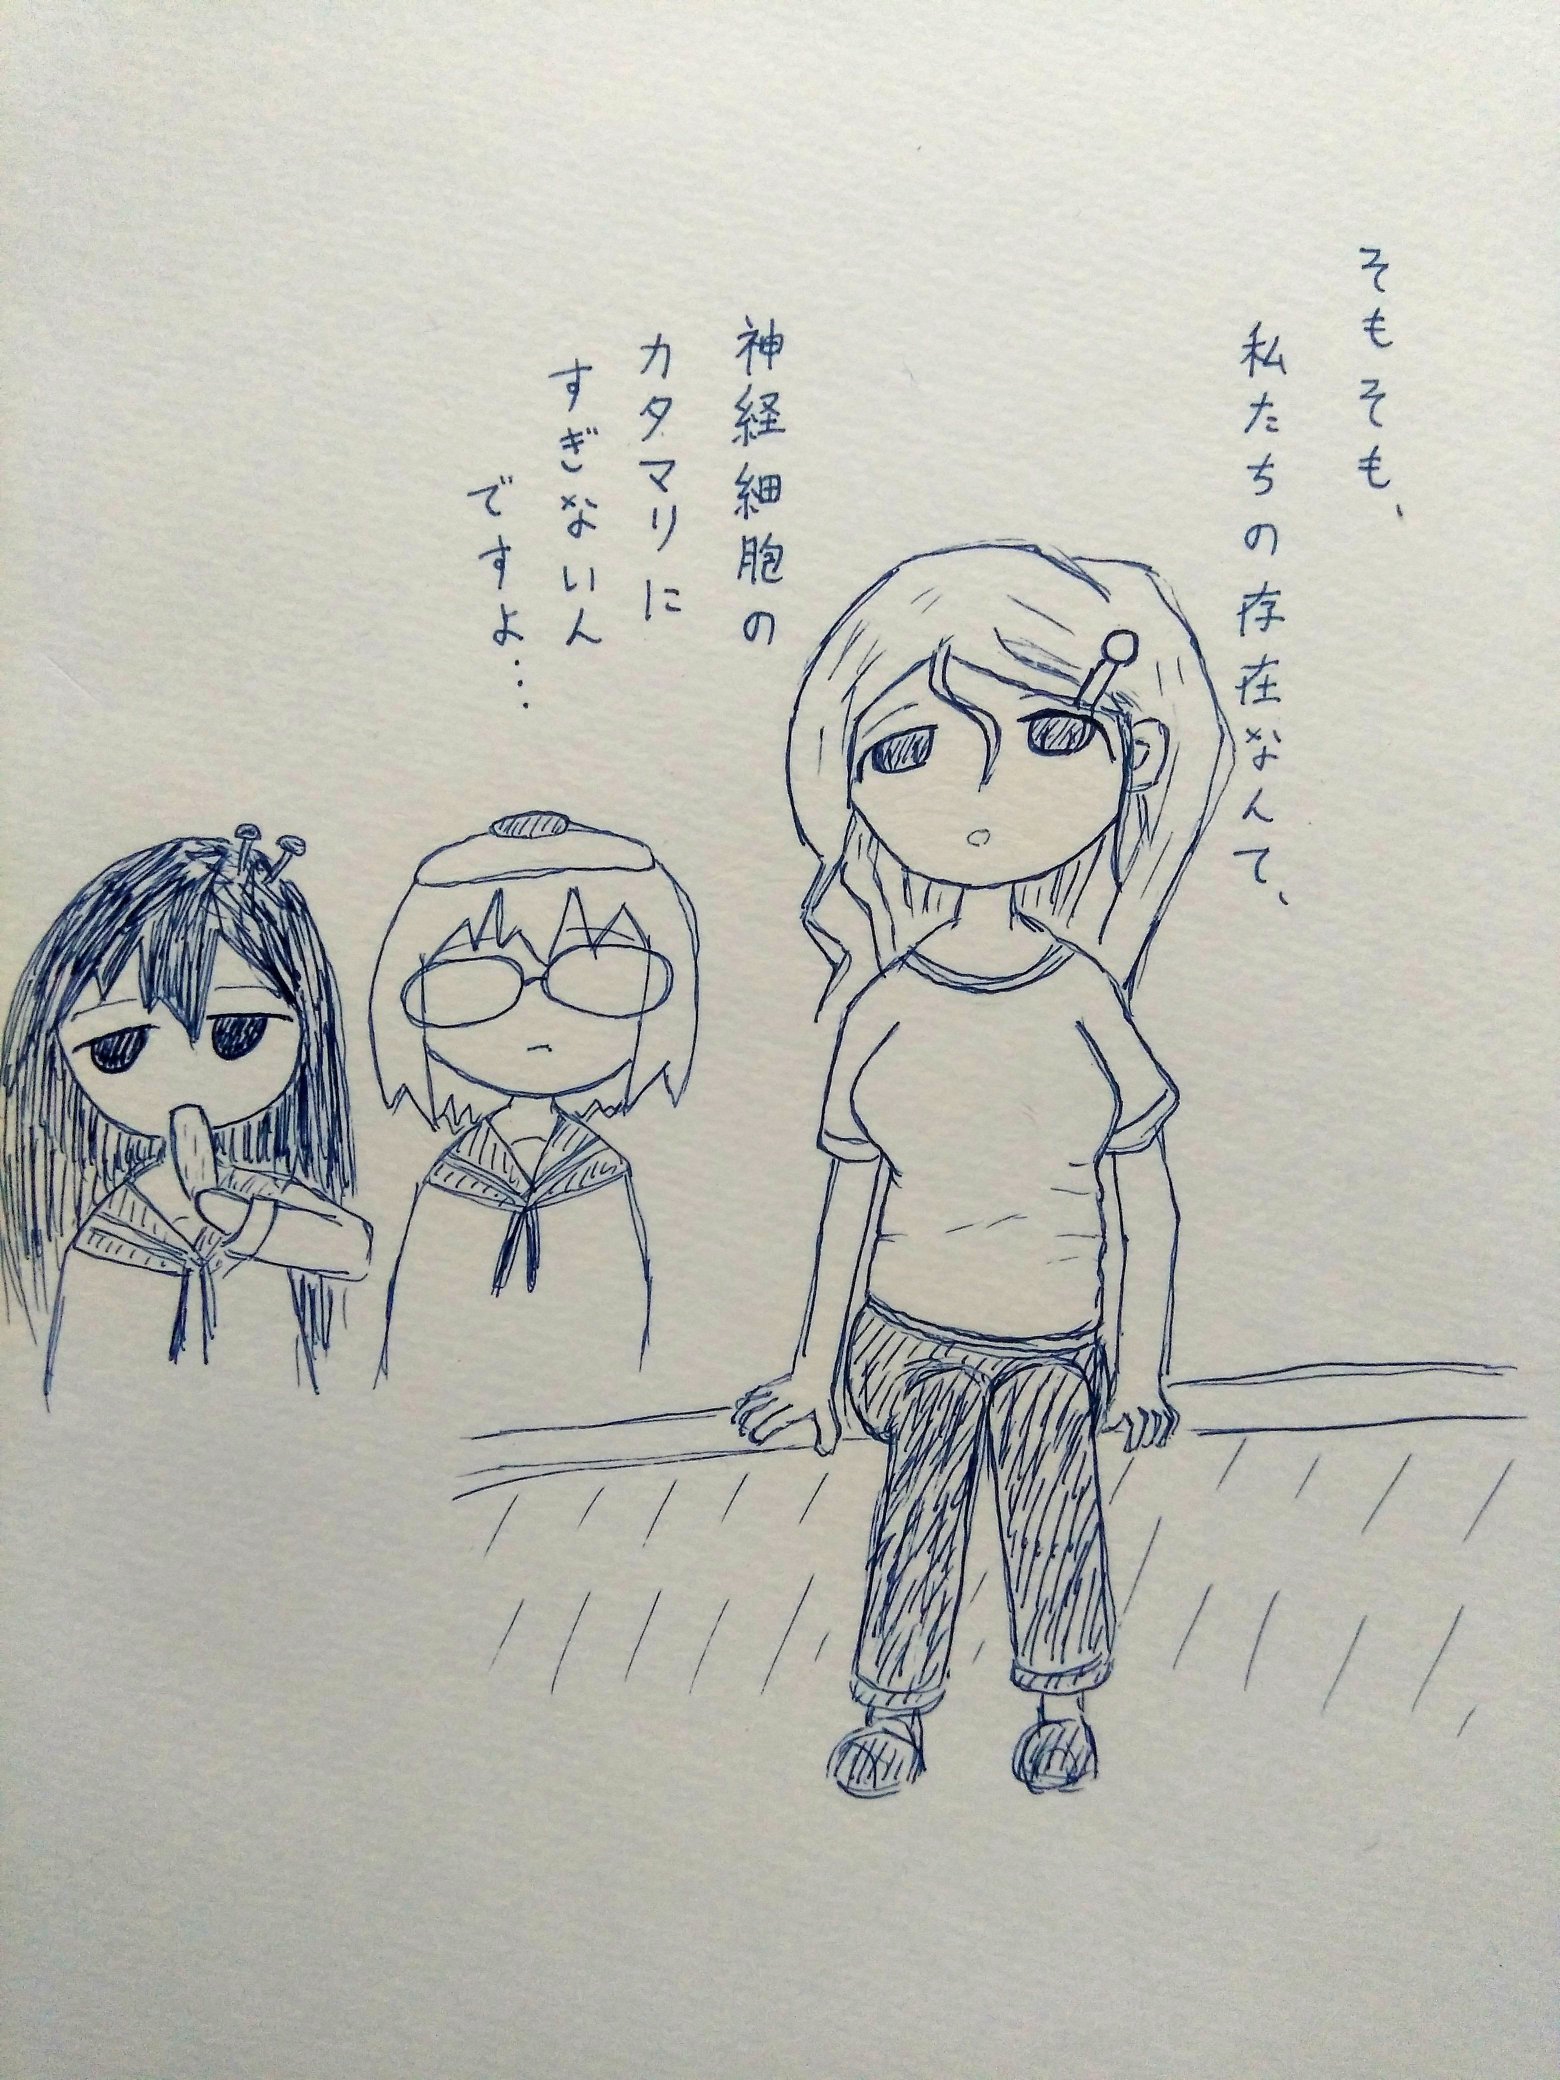 そもそも、
私たちの存在なんて、
神経細胞の
カタマリに
すぎないん
ですよ…